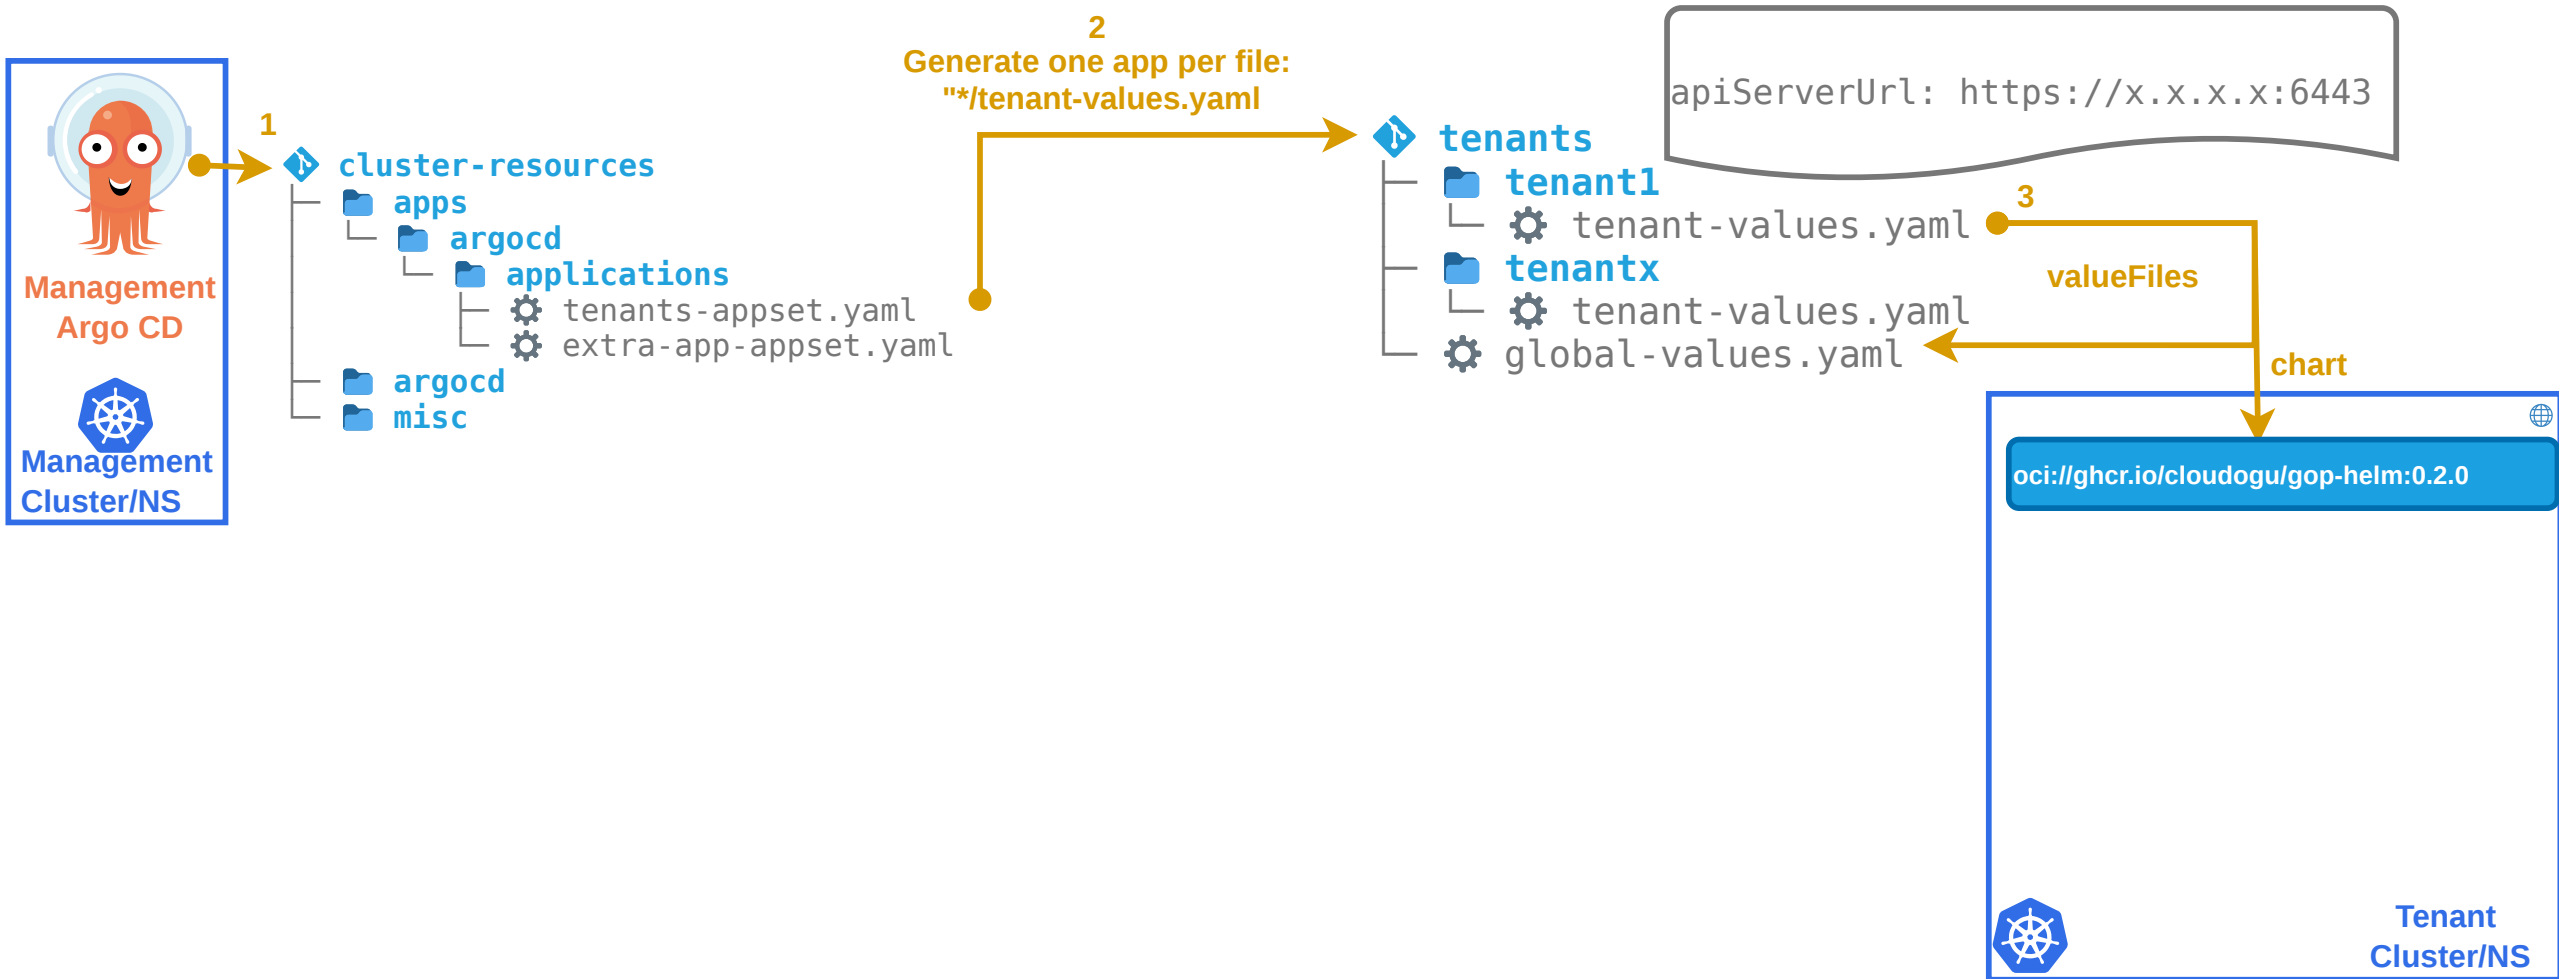 Management
Argo CD
Management
Cluster/NS
1
cluster-resources
apps
argocd
applications
tenants-appset.yaml
extra-app-appset.yaml
argocd
misc
2
Generate one app per file:
"*/tenant-values.yaml
tenants
tenant1
tenant-values.yaml
tenantx
tenant-values.yaml
global-values.yaml
apiServerUrl: https://x.x.x.x:6443
3
valueFiles
chart
oci://ghcr.io/cloudogu/gop-helm:0.2.0
Tenant
Cluster/NS